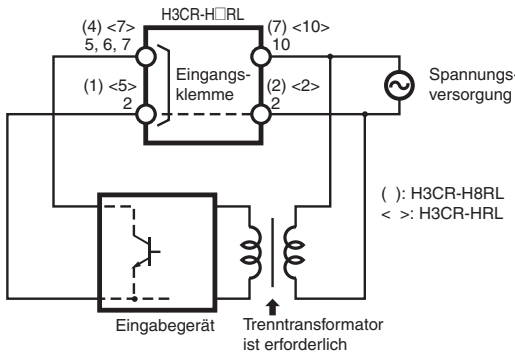 H3CR-H□RL
(4) <7>
5, 6, 7
(7) <10>
10
Eingangs-
klemme
(1) <5>
2
(2) <2>
2
Spannungs-
versorgung
( ): H3CR-H8RL
< >: H3CR-HRL
Eingabegerät
Trenntransformator
ist erforderlich